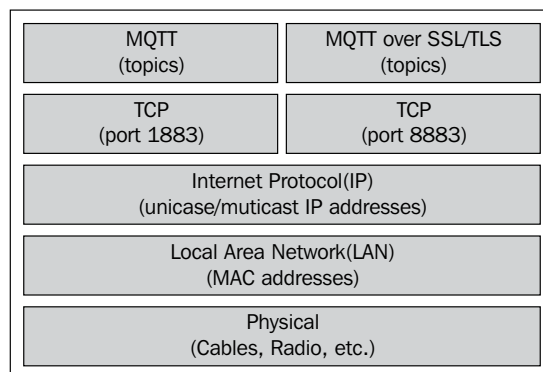 MQTT
(topics)
MQTT over SSL/TLS
(topics)
TCP
(port 1883)
TCP
(port 8883)
Internet Protocol(IP)
(unicase/muticast IP addresses)
Local Area Network(LAN)
(MAC addresses)
Physical
(Cables, Radio, etc.)